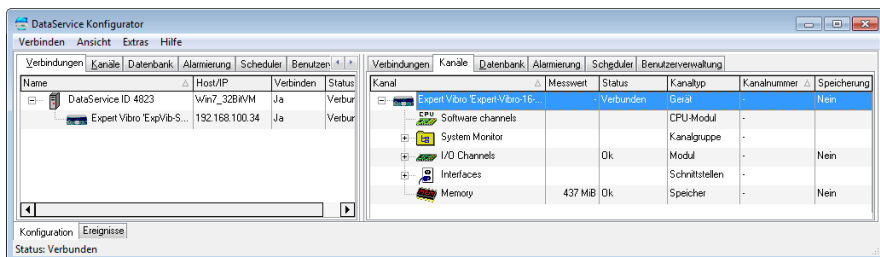 DataService Konfigurator
Verbinden Ansicht Extras Hilfe
Verbindungen Kanäle Datenbank Alarmierung Scheduler Benutzer
Name Host/IP Verbinden Status
DataService ID 4823 Win7_32BitVM Ja Verbur
Expert Vibro 'ExpVib-S... 192.168.100.34 Ja Verbur
Verbindungen Kanäle Datenbank Alarmierung Scheduler Benutzerverwaltung
Kanal Messwert Status Kanaltyp Kanalnummer Speicherung
Expert Vibro 'Expert-Vibro-16-... - Verbunden Gerät - Nein
Software channels CPU-Modul -
System Monitor Kanalgruppe -
I/O Channels Ok Modul - Nein
Interfaces Schnittstellen -
Memory 437 MiB Ok Speicher - Nein
Konfiguration Ereignisse
Status: Verbunden